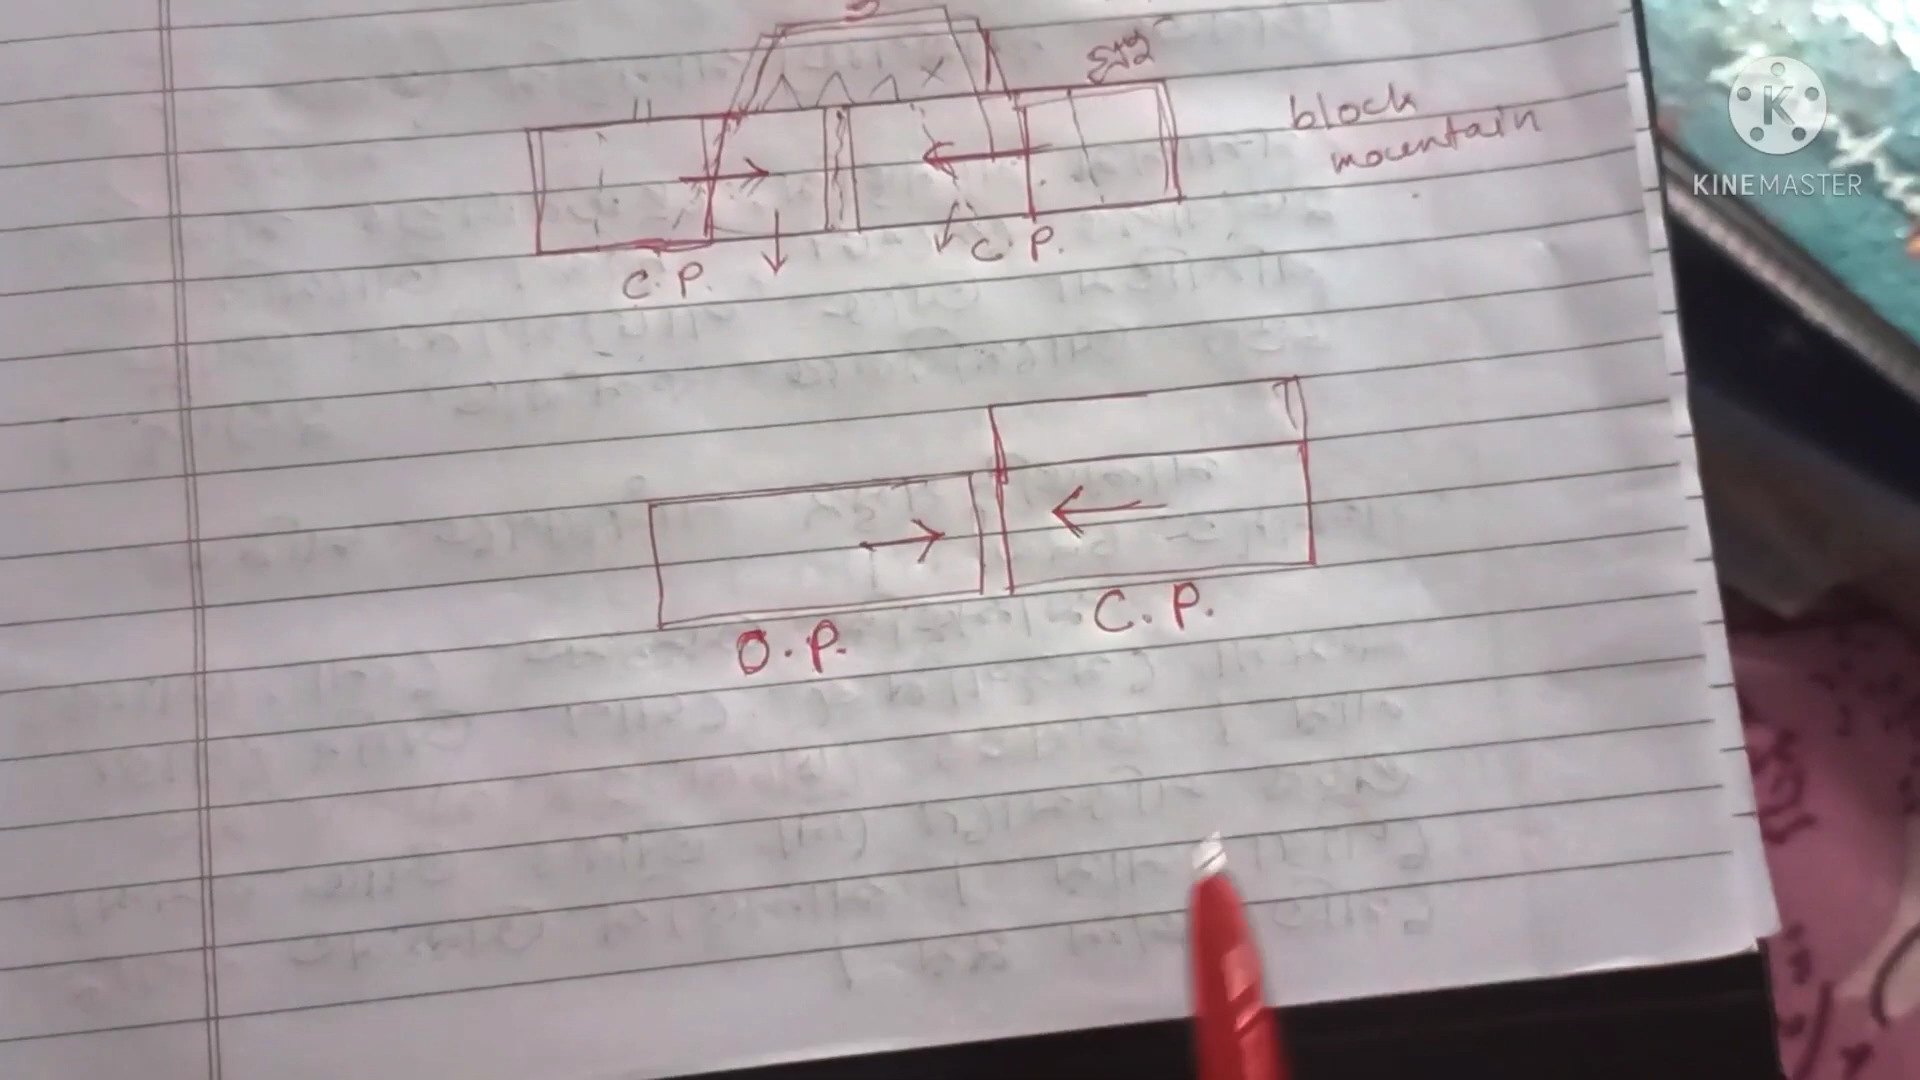 block
mountain
C. P.
C. P.
O. P.
C. P.
KINEMASTER